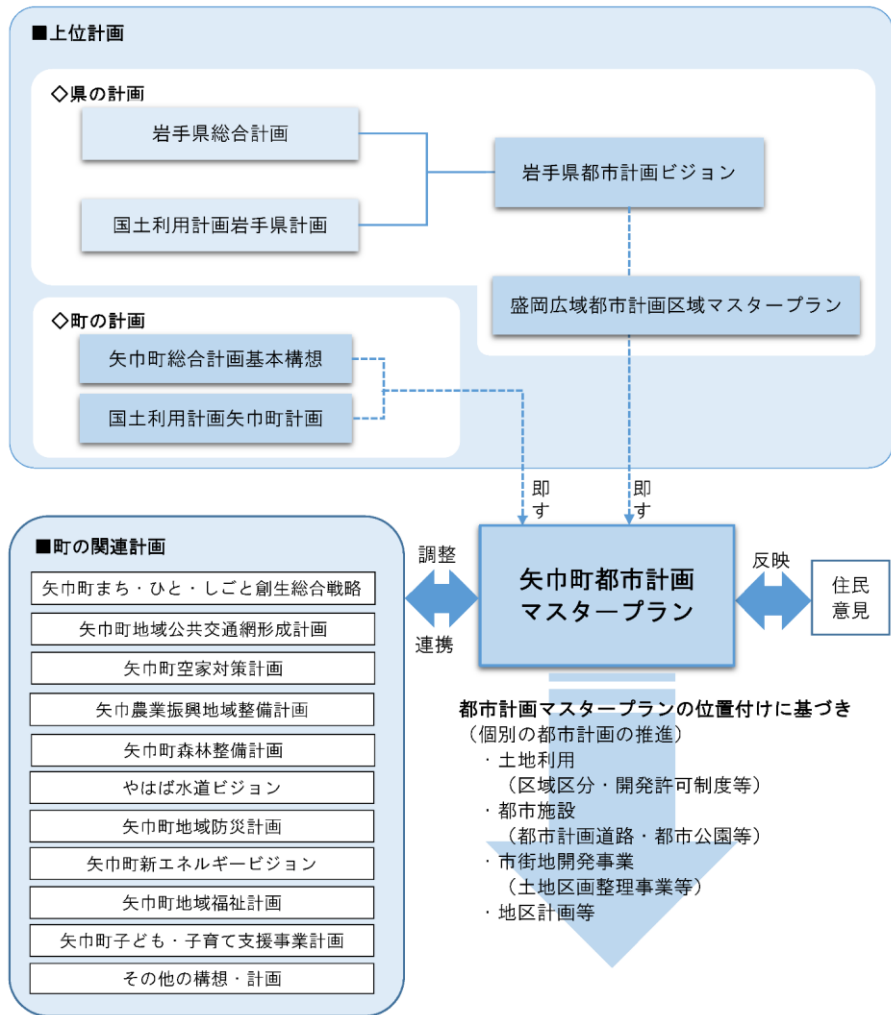 ■上位計画
◇県の計画
岩手県総合計画
国土利用計画岩手県計画
岩手県都市計画ビジョン
盛岡広域都市計画区域マスタープラン
◇町の計画
矢巾町総合計画基本構想
国土利用計画矢巾町計画
即す
即す
■町の関連計画
矢巾町まち・ひと・しごと創生総合戦略
矢巾町地域公共交通網形成計画
矢巾町空家対策計画
矢巾農業振興地域整備計画
矢巾町森林整備計画
やはば水道ビジョン
矢巾町地域防災計画
矢巾町新エネルギービジョン
矢巾町地域福祉計画
矢巾町子ども・子育て支援事業計画
その他の構想・計画
調整
連携
矢巾町都市計画
マスタープラン
反映
住民
意見
都市計画マスタープランの位置付けに基づき
（個別の都市計画の推進）
・土地利用
（区域区分・開発許可制度等）
・都市施設
（都市計画道路・都市公園等）
・市街地開発事業
（土地区画整理事業等）
・地区計画等